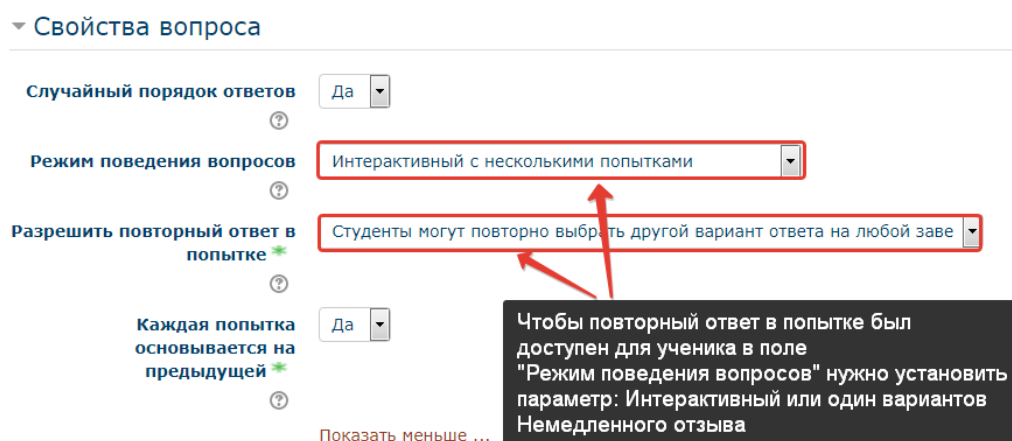 Свойства вопроса
Случайный порядок ответов
Да
Режим поведения вопросов
Интерактивный с несколькими попытками
Разрешить повторный ответ в
попытке
Студенты могут повторно выбрать другой вариант ответа на любой заве
Каждая попытка
основывается на
предыдущей
Да
Чтобы повторный ответ в попытке был
доступен для ученика в поле
"Режим поведения вопросов" нужно установить
параметр: Интерактивный или один вариантов
Немедленного отзыва
Показать меньше ...